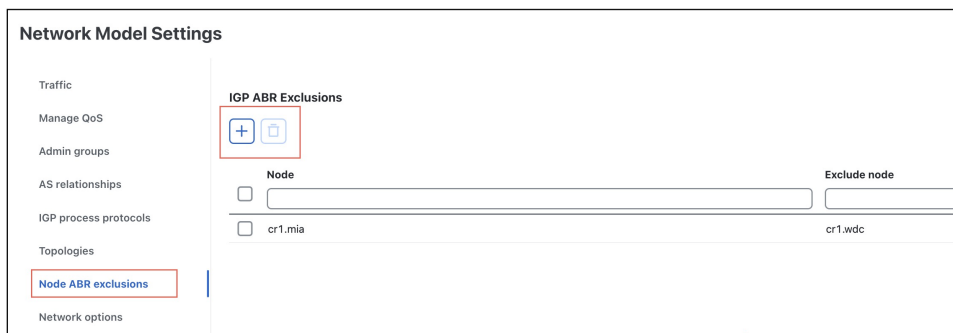 Network Model Settings
Traffic
Manage QoS
Admin groups
AS relationships
IGP process protocols
Topologies
Node ABR exclusions
Network options
IGP ABR Exclusions
Node Exclude node
cr1.mia cr1.wdc